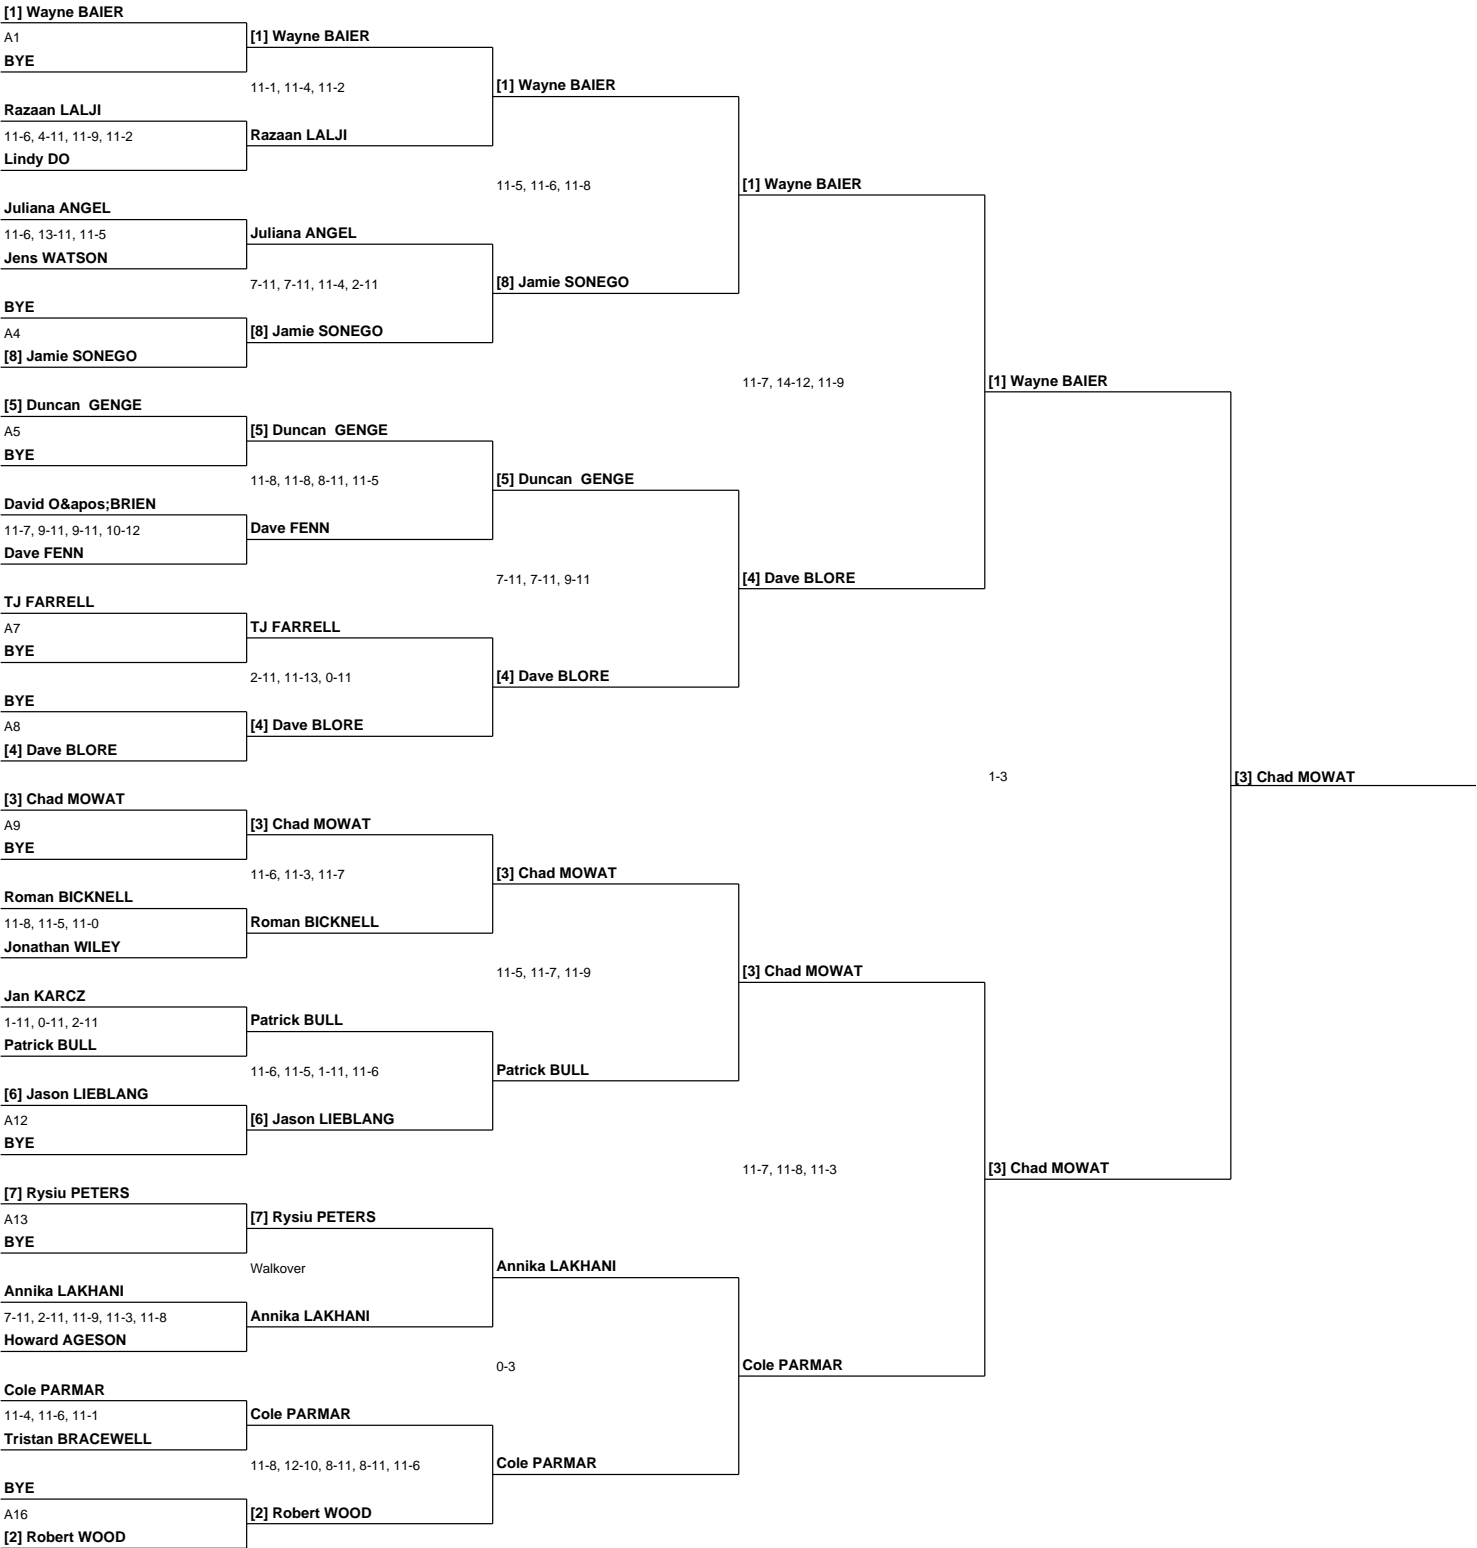 [1] Wayne BAIER
A1
[1] Wayne BAIER
BYE
11-1, 11-4, 11-2
[1] Wayne BAIER
Razaan LALJI
11-6, 4-11, 11-9, 11-2
Razaan LALJI
Lindy DO
11-5, 11-6, 11-8
[1] Wayne BAIER
Juliana ANGEL
11-6, 13-11, 11-5
Juliana ANGEL
Jens WATSON
7-11, 7-11, 11-4, 2-11
[8] Jamie SONEGO
BYE
A4
[8] Jamie SONEGO
[8] Jamie SONEGO
11-7, 14-12, 11-9
[1] Wayne BAIER
[5] Duncan  GENGE
A5
[5] Duncan  GENGE
BYE
11-8, 11-8, 8-11, 11-5
[5] Duncan  GENGE
David O&apos;BRIEN
11-7, 9-11, 9-11, 10-12
Dave FENN
Dave FENN
7-11, 7-11, 9-11
[4] Dave BLORE
TJ FARRELL
A7
TJ FARRELL
BYE
2-11, 11-13, 0-11
[4] Dave BLORE
BYE
A8
[4] Dave BLORE
[4] Dave BLORE
1-3
[3] Chad MOWAT
[3] Chad MOWAT
A9
[3] Chad MOWAT
BYE
11-6, 11-3, 11-7
[3] Chad MOWAT
Roman BICKNELL
11-8, 11-5, 11-0
Roman BICKNELL
Jonathan WILEY
11-5, 11-7, 11-9
[3] Chad MOWAT
Jan KARCZ
1-11, 0-11, 2-11
Patrick BULL
Patrick BULL
11-6, 11-5, 1-11, 11-6
Patrick BULL
[6] Jason LIEBLANG
A12
[6] Jason LIEBLANG
BYE
11-7, 11-8, 11-3
[3] Chad MOWAT
[7] Rysiu PETERS
A13
[7] Rysiu PETERS
BYE
Walkover
Annika LAKHANI
Annika LAKHANI
7-11, 2-11, 11-9, 11-3, 11-8
Annika LAKHANI
Howard AGESON
0-3
Cole PARMAR
Cole PARMAR
11-4, 11-6, 11-1
Cole PARMAR
Tristan BRACEWELL
11-8, 12-10, 8-11, 8-11, 11-6
Cole PARMAR
BYE
A16
[2] Robert WOOD
[2] Robert WOOD